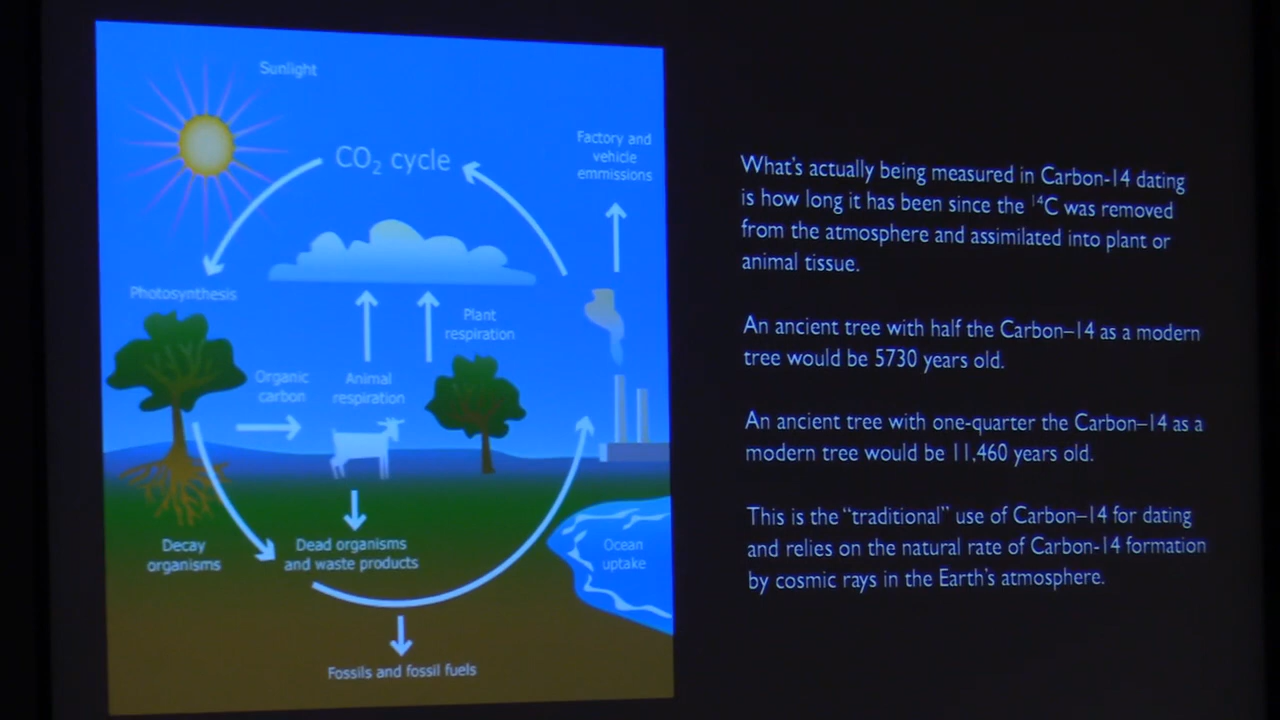 Sunlight
CO₂ cycle
Factory and
vehicle
emmissions
Photosynthesis
Plant
respiration
Organic
carbon
Animal
respiration
Decay
organisms
Dead organisms
and waste products
Ocean
uptake
Fossils and fossil fuels
What's actually being measured in Carbon-14 dating
is how long it has been since the ¹⁴C was removed
from the atmosphere and assimilated into plant or
animal tissue.
An ancient tree with half the Carbon–14 as a modern
tree would be 5730 years old.
An ancient tree with one-quarter the Carbon–14 as a
modern tree would be 11,460 years old.
This is the “traditional” use of Carbon–14 for dating
and relies on the natural rate of Carbon-14 formation
by cosmic rays in the Earth's atmosphere.